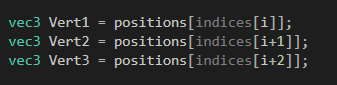 vec3 Vert1 = positions[indices[i]];
vec3 Vert2 = positions[indices[i+1]];
vec3 Vert3 = positions[indices[i+2]];